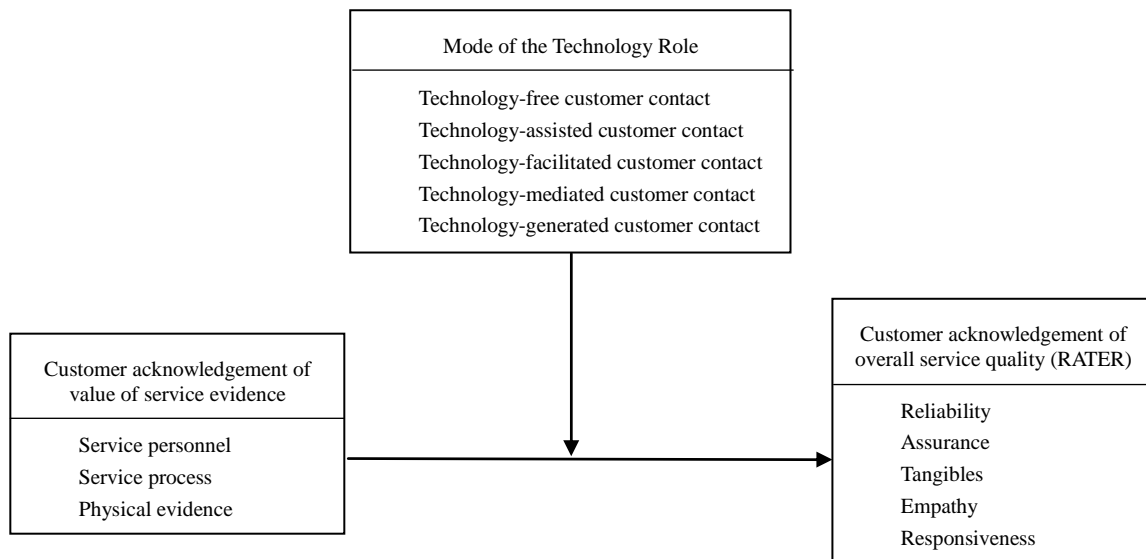 Mode of the Technology Role
Technology-free customer contact
Technology-assisted customer contact
Technology-facilitated customer contact
Technology-mediated customer contact
Technology-generated customer contact
Customer acknowledgement of
value of service evidence
Service personnel
Service process
Physical evidence
Customer acknowledgement of
overall service quality (RATER)
Reliability
Assurance
Tangibles
Empathy
Responsiveness